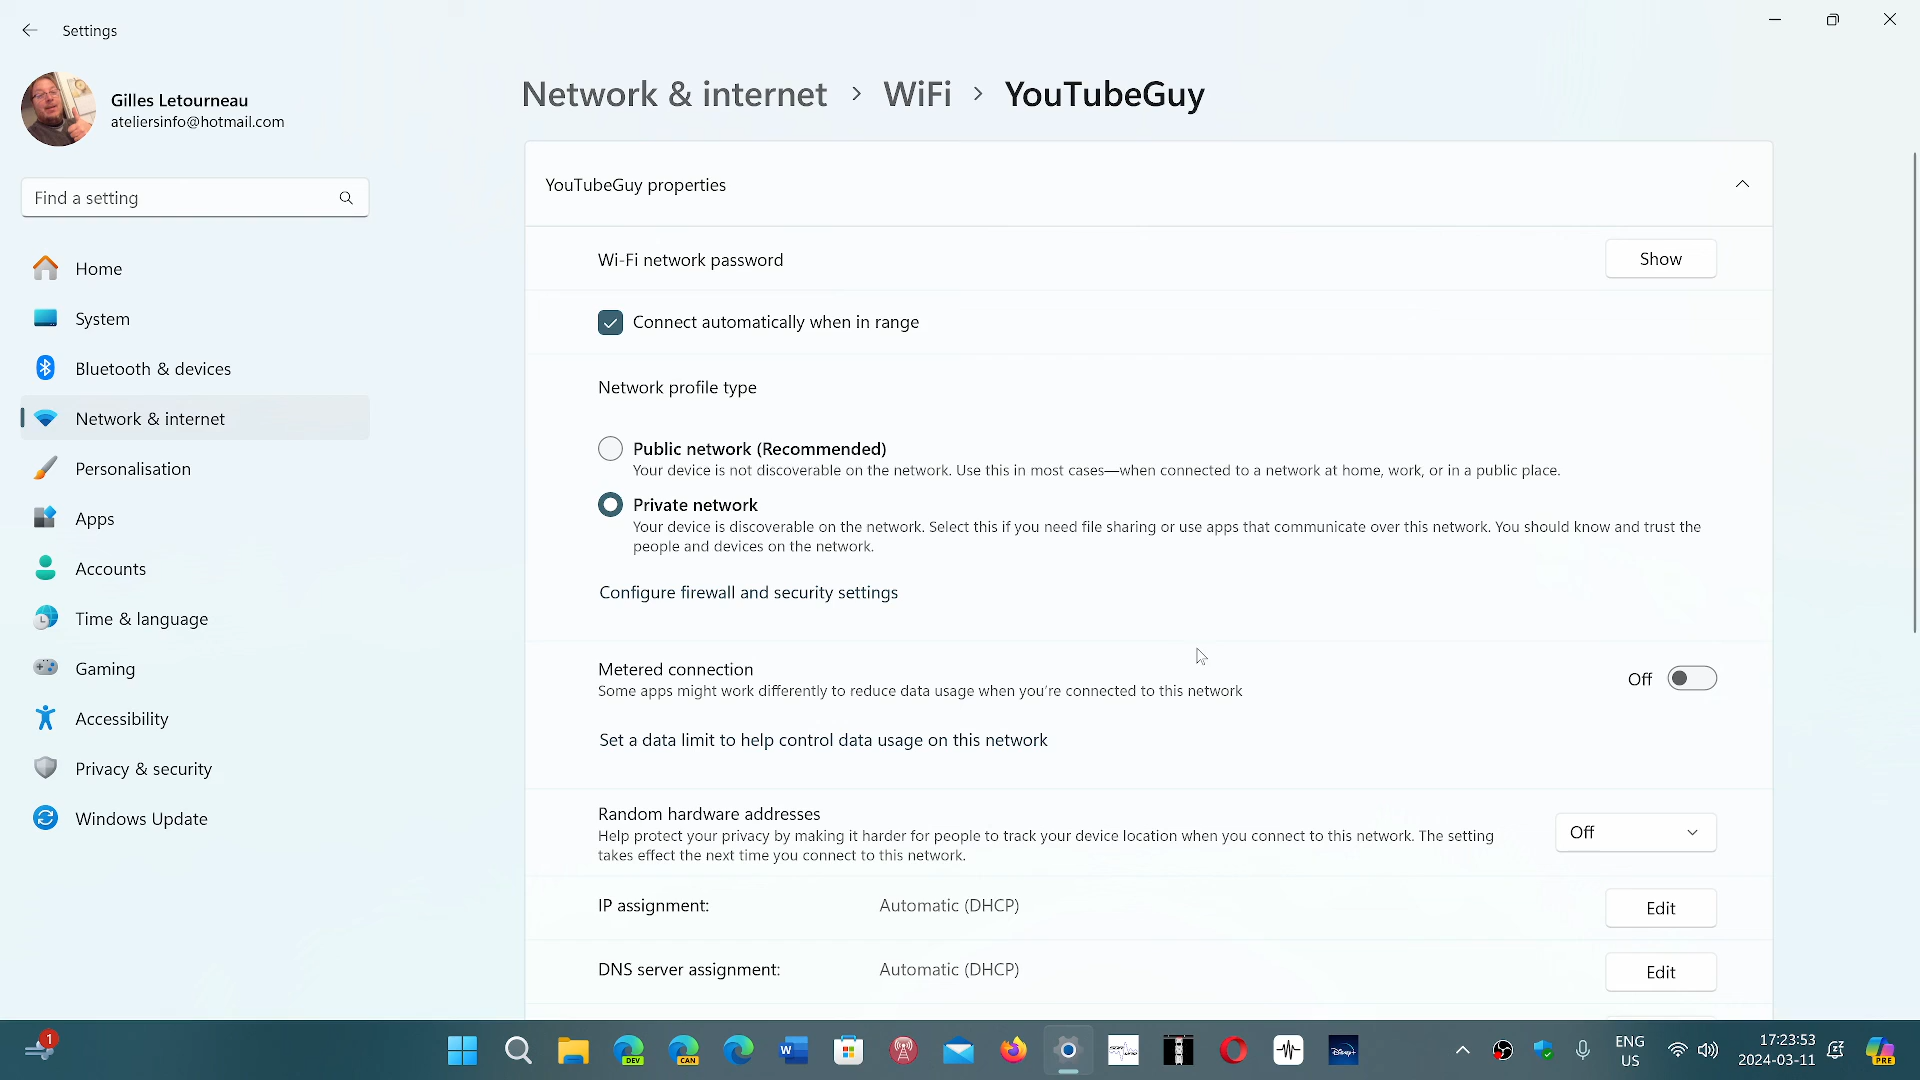 Settings
Gilles Letourneau
ateliersinfo@hotmail.com
Find a setting
Home
System
Bluetooth & devices
Network & internet
Personalisation
Apps
Accounts
Time & language
Gaming
Accessibility
Privacy & security
Windows Update
Network & internet > WiFi > YouTubeGuy
YouTubeGuy properties
Wi-Fi network password
Show
Connect automatically when in range
Network profile type
Public network (Recommended)
Your device is not discoverable on the network. Use this in most cases—when connected to a network at home, work, or in a public place.
Private network
Your device is discoverable on the network. Select this if you need file sharing or use apps that communicate over this network. You should know and trust the
people and devices on the network.
Configure firewall and security settings
Metered connection
Some apps might work differently to reduce data usage when you're connected to this network
Off
Set a data limit to help control data usage on this network
Random hardware addresses
Help protect your privacy by making it harder for people to track your device location when you connect to this network. The setting
takes effect the next time you connect to this network.
Off
IP assignment: Automatic (DHCP)
Edit
DNS server assignment: Automatic (DHCP)
Edit
1
DEV
CAN
W
Disney+
ENG
US
17:23:53
2024-03-11
PRE